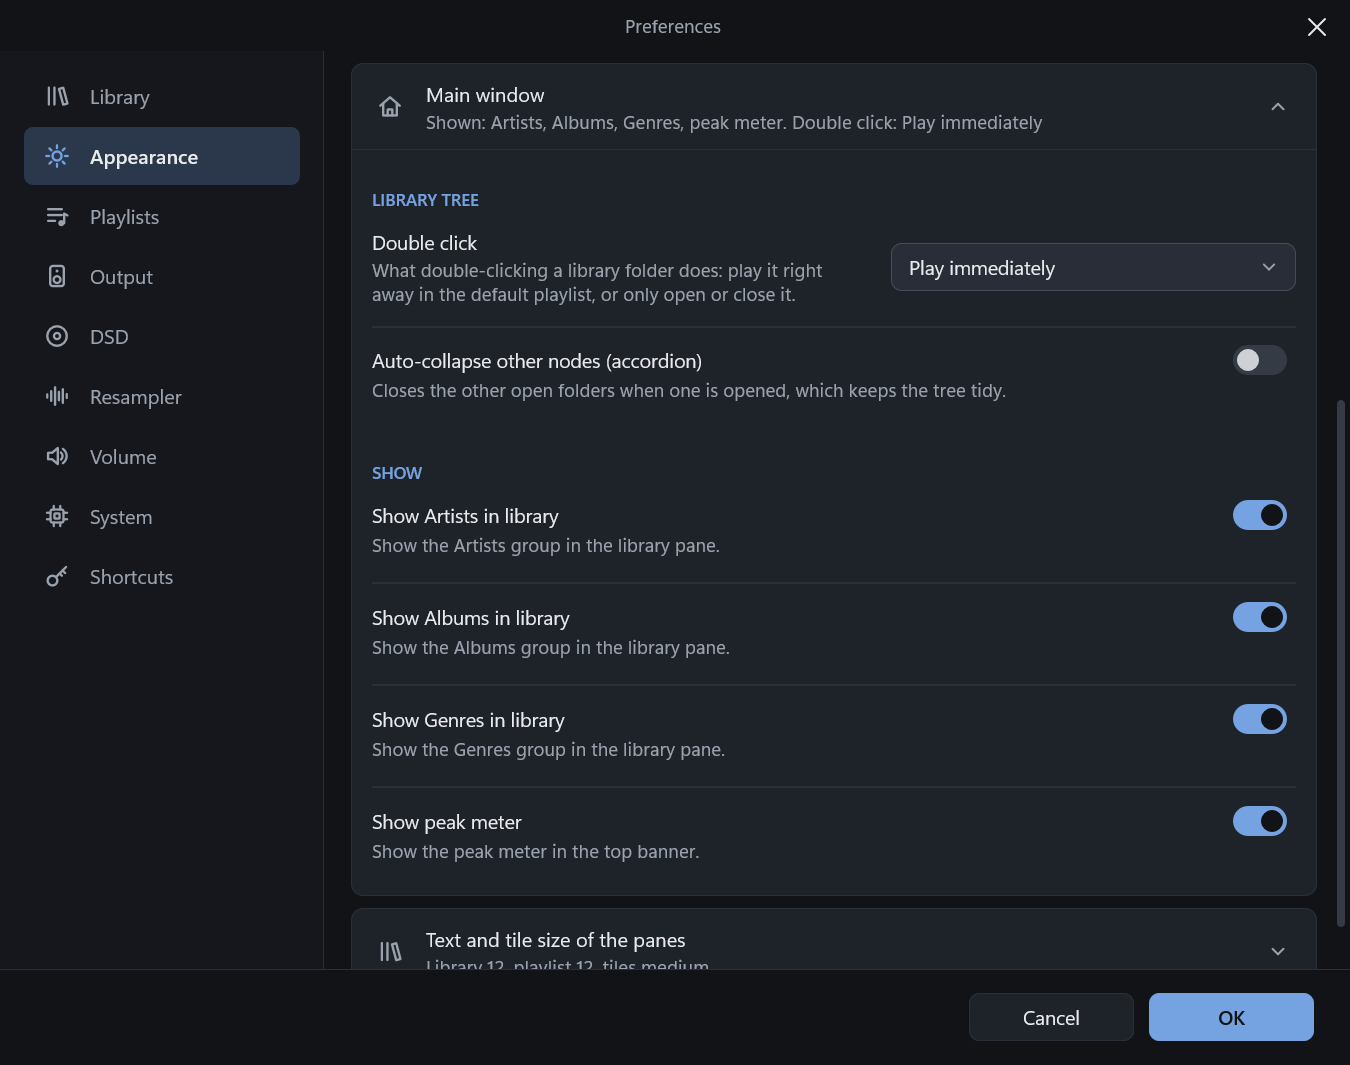 Preferences
Library
Appearance
Playlists
Output
DSD
Resampler
Volume
System
Shortcuts
Main window
Shown: Artists, Albums, Genres, peak meter. Double click: Play immediately
LIBRARY TREE
Double click
What double-clicking a library folder does: play it right
away in the default playlist, or only open or close it.
Play immediately
Auto-collapse other nodes (accordion)
Closes the other open folders when one is opened, which keeps the tree tidy.
SHOW
Show Artists in library
Show the Artists group in the library pane.
Show Albums in library
Show the Albums group in the library pane.
Show Genres in library
Show the Genres group in the library pane.
Show peak meter
Show the peak meter in the top banner.
Text and tile size of the panes
Library 12, playlist 12, tiles medium
Cancel
OK